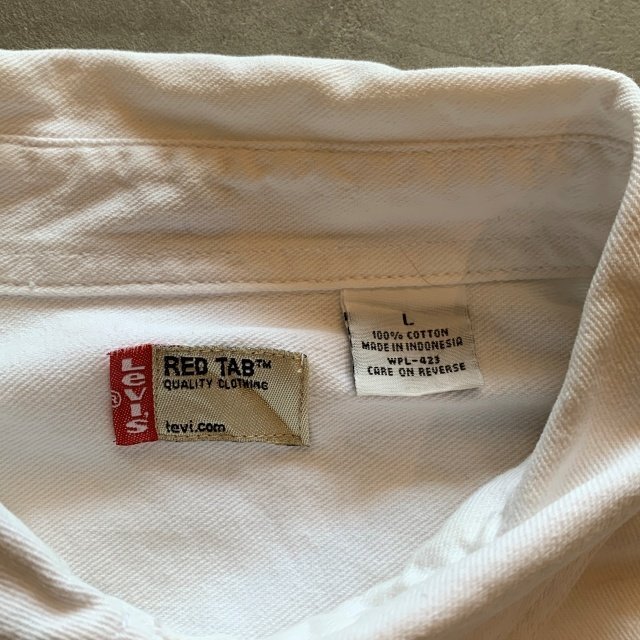 LEVI'S
®
RED TAB™
QUALITY CLOTHING
levi.com
L
100% COTTON
MADE IN INDONESIA
WPL-423
CARE ON REVERSE